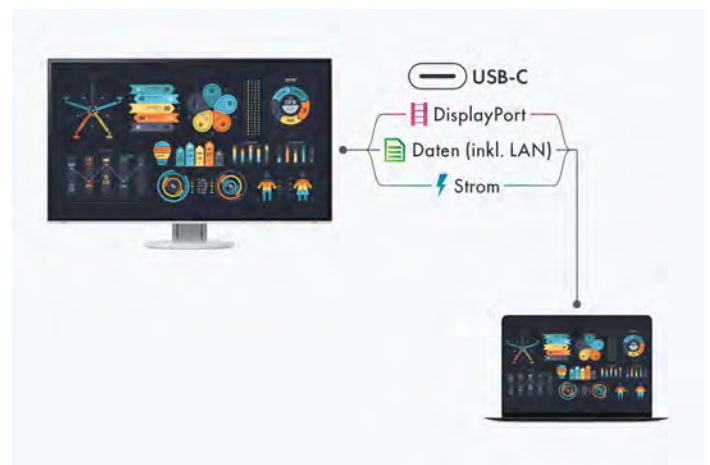 USB-C
DisplayPort
Daten (inkl. LAN)
Strom